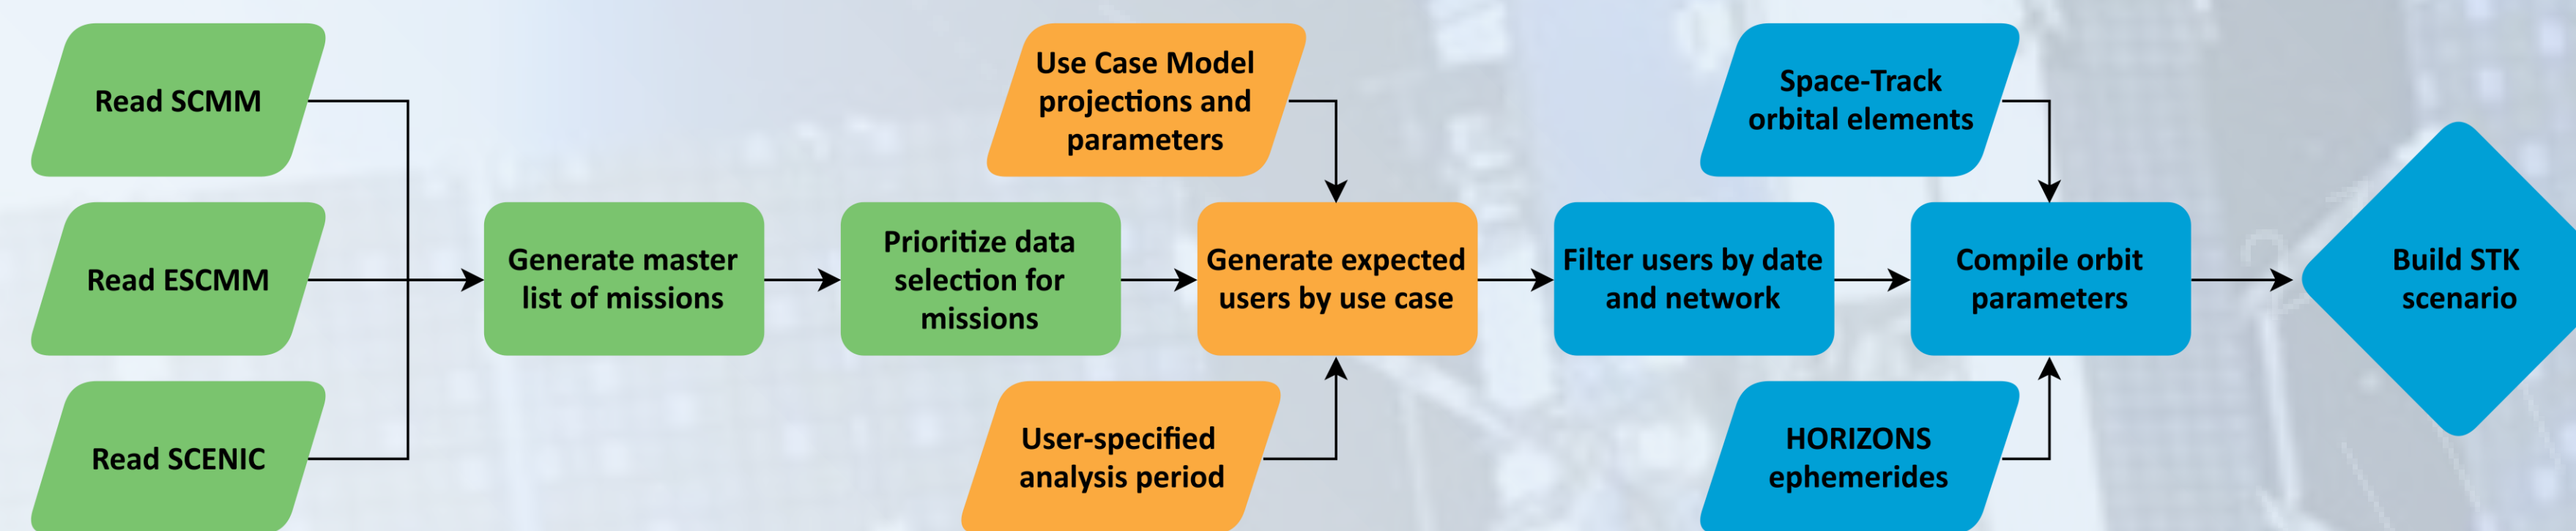 Read SCMM
Read ESCMM
Read SCENIC
Generate master
list of missions
Prioritize data
selection for
missions
Use Case Model
projections and
parameters
Generate expected
users by use case
User-specified
analysis period
Filter users by date
and network
Space-Track
orbital elements
Compile orbit
parameters
HORIZONS
ephemerides
Build STK
scenario